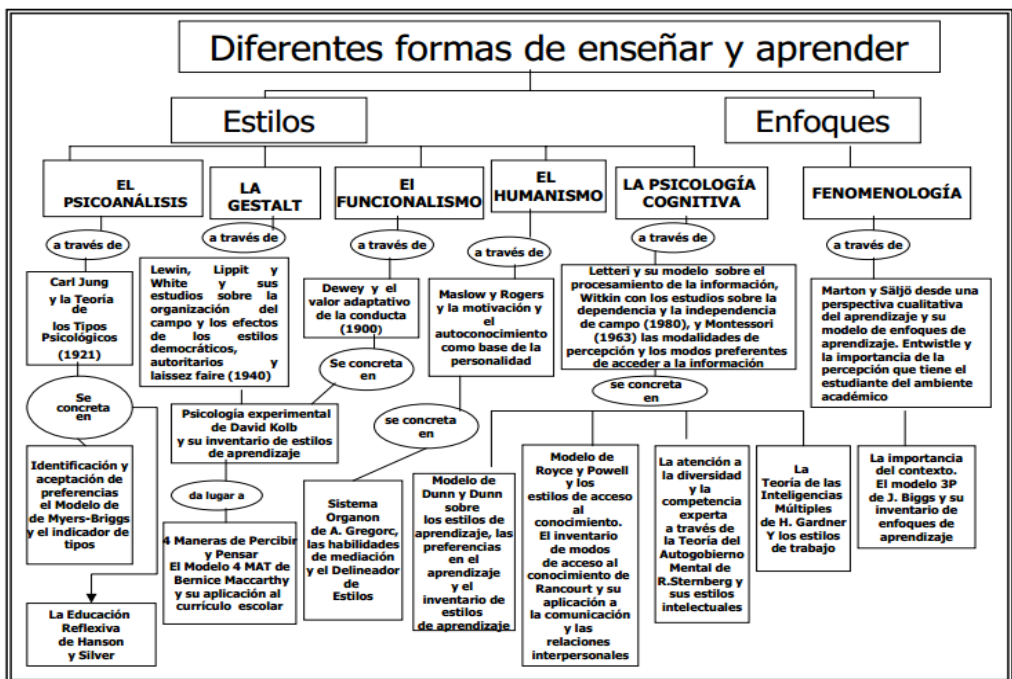 Diferentes formas de enseñar y aprender
Estilos
Enfoques
EL
PSICOANÁLISIS
LA
GESTALT
El
FUNCIONALISMO
EL
HUMANISMO
LA PSICOLOGÍA
COGNITIVA
FENOMENOLOGÍA
a través de
a través de
a través de
a través de
a través de
a través de
Carl Jung
y la Teoría
de
los Tipos
Psicológicos
(1921)
Lewin, Lippit y
White y sus
estudios sobre la
organización del
campo y los efectos
de los estilos
democráticos,
autoritarios y
laissez faire (1940)
Dewey y el
valor adaptativo
de la conducta
(1900)
Maslow y Rogers
y la motivación y
el
autoconocimiento
como base de la
personalidad
Letteri y su modelo sobre el
procesamiento de la información,
Witkin con los estudios sobre la
dependencia y la independencia
de campo (1980), y Montessori
(1963) las modalidades de
percepción y los modos preferentes
de acceder a la información
Marton y Säljö desde una
perspectiva cualitativa
del aprendizaje y su
modelo de enfoques de
aprendizaje. Entwistle y
la importancia de la
percepción que tiene el
estudiante del ambiente
académico
Se
concreta
en
Se concreta
en
se concreta
en
se concreta
en
Psicología experimental
de David Kolb
y su inventario de estilos
de aprendizaje
da lugar a
Identificación y
aceptación de
preferencias
el Modelo de
de Myers-Briggs
y el indicador de
tipos
4 Maneras de Percibir
y Pensar
El Modelo 4 MAT de
Bernice Maccarthy
y su aplicación al
currículo escolar
Sistema
Organon
de A. Gregorc,
las habilidades
de mediación
y el Delineador
de
Estilos
Modelo de
Dunn y Dunn
sobre
los estilos de
aprendizaje, las
preferencias
en el
aprendizaje
y el
inventario de
estilos
de aprendizaje
Modelo de
Royce y Powell
y los
estilos de acceso
al
conocimiento.
El inventario
de modos
de acceso al
conocimiento de
Rancourt y su
aplicación a
la comunicación
y las
relaciones
interpersonales
La atención a
la diversidad
y la
competencia
experta
a través de
la Teoría del
Autogobierno
Mental de
R.Sternberg y
sus estilos
intelectuales
La
Teoría de las
Inteligencias
Múltiples
de H. Gardner
Y los estilos
de trabajo
La importancia
del contexto.
El modelo 3P
de J. Biggs y su
inventario de
enfoques de
aprendizaje
La Educación
Reflexiva
de Hanson
y Silver